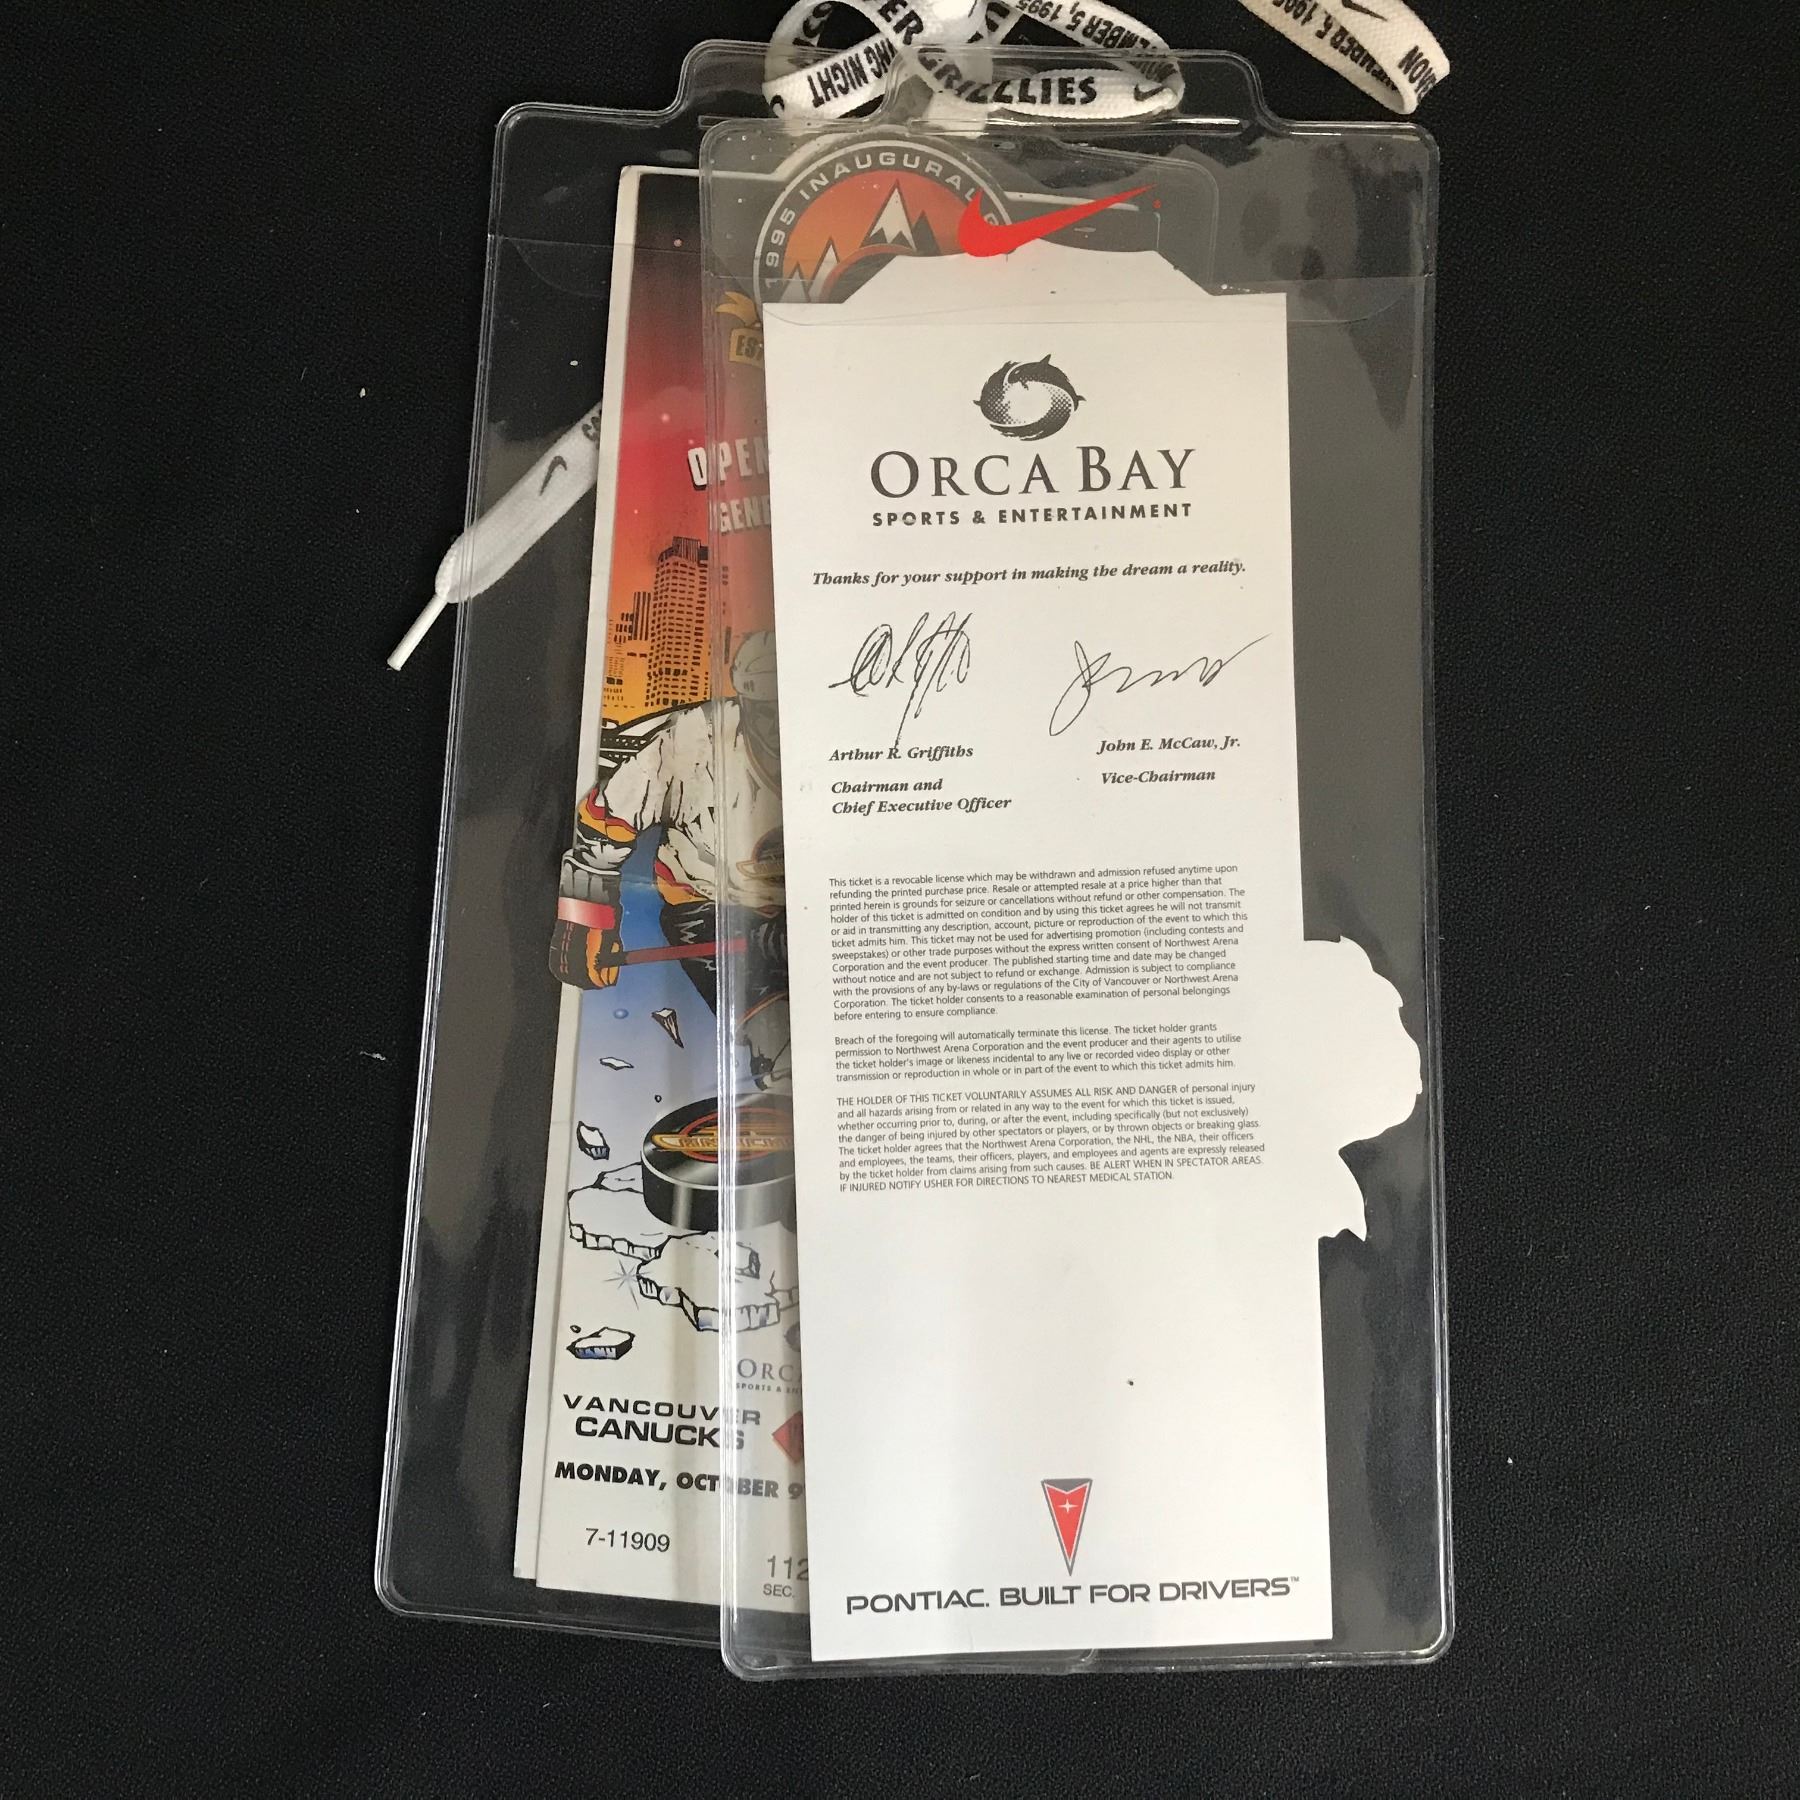 NIGHT
GRIZZLIES
1995 INAUGURAL
ORCA BAY
SPORTS & ENTERTAINMENT
Thanks for your support in making the dream a reality.
Arthur R. Griffiths
Chairman and
Chief Executive Officer
John E. McCaw, Jr.
Vice-Chairman
This ticket is a revocable license which may be withdrawn and admission refused anytime upon
refunding the printed purchase price. Resale or attempted resale at a price higher than that
printed herein is grounds for seizure or cancellations without refund or other compensation. The
holder of this ticket is admitted on condition and by using this ticket agrees he will not transmit
or aid in transmitting any description, account, picture or reproduction of the event to which this
ticket admits him. This ticket may not be used for advertising promotion (including contests and
sweepstakes) or other trade purposes without the express written consent of Northwest Arena
Corporation and the event producer. The published starting time and date may be changed
without notice and are not subject to refund or exchange. Admission is subject to compliance
with the provisions of any by-laws or regulations of the City of Vancouver or Northwest Arena
Corporation. The ticket holder consents to a reasonable examination of personal belongings
before entering to ensure compliance.
Breach of the foregoing will automatically terminate this license. The ticket holder grants
permission to Northwest Arena Corporation and the event producer and their agents to utilise
the ticket holder's image or likeness incidental to any live or recorded video display or other
transmission or reproduction in whole or in part of the event to which this ticket admits him.
THE HOLDER OF THIS TICKET VOLUNTARILY ASSUMES ALL RISK AND DANGER of personal injury
and all hazards arising from or related in any way to the event for which this ticket is issued,
whether occurring prior to, during, or after the event, including specifically (but not exclusively)
the danger of being injured by other spectators or players, or by thrown objects or breaking glass.
The ticket holder agrees that the Northwest Arena Corporation, the NHL, the NBA, their officers
and employees, the teams, their officers, players, and employees and agents are expressly released
by the ticket holder from claims arising from such causes. BE ALERT WHEN IN SPECTATOR AREAS.
IF INJURED NOTIFY USHER FOR DIRECTIONS TO NEAREST MEDICAL STATION.
PONTIAC. BUILT FOR DRIVERS™
OPEN
GENE
ORCA
SPORTS & EN
VANCOUVER
CANUCKS
MONDAY, OCTOBER 9
7-11909
112
SEC.